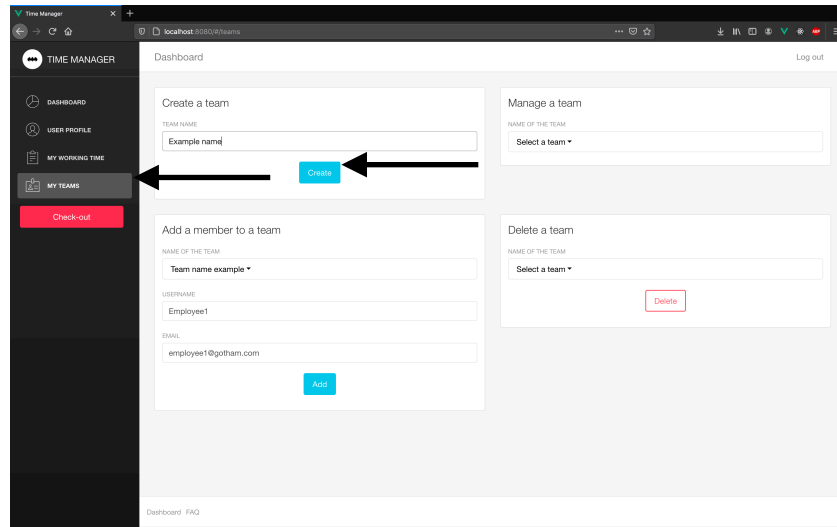 Time Manager
localhost:8080/#/teams
TIME MANAGER
Dashboard
Log out
DASHBOARD
USER PROFILE
MY WORKING TIME
MY TEAMS
Check-out
Create a team
TEAM NAME
Example name
Create
Manage a team
NAME OF THE TEAM
Select a team
Add a member to a team
NAME OF THE TEAM
Team name example
USERNAME
Employee1
EMAIL
employee1@gotham.com
Add
Delete a team
NAME OF THE TEAM
Select a team
Delete
Dashboard FAQ